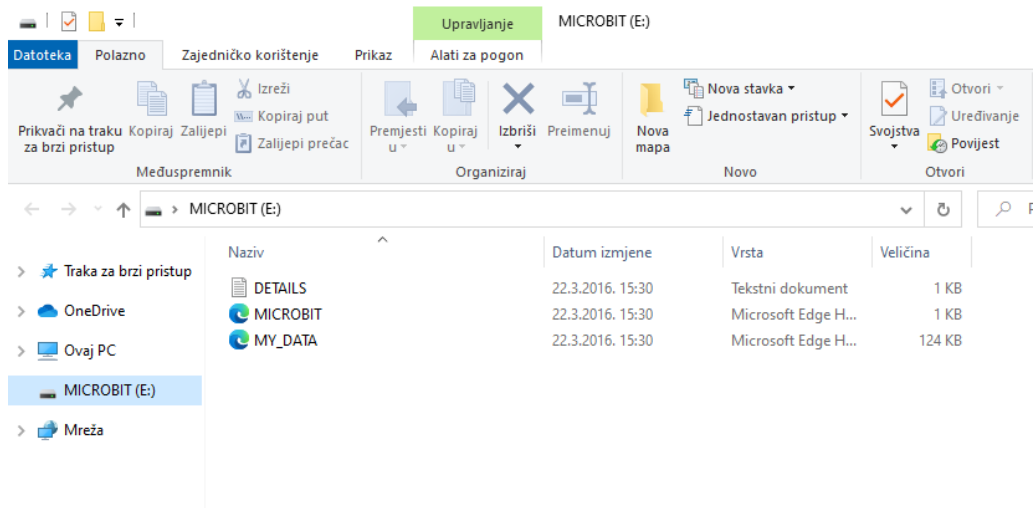 Upravljanje MICROBIT (E:)
Datoteka Polazno Zajedničko korištenje Prikaz Alati za pogon
Prikvači na traku za brzi pristup
Kopiraj
Zalijepi
Izreži
Kopiraj put
Zalijepi prečac
Međuspremnik
Premjesti u
Kopiraj u
Izbriši
Preimenuj
Organiziraj
Nova mapa
Nova stavka
Jednostavan pristup
Novo
Svojstva
Otvori
Uređivanje
Povijest
Otvori
MICROBIT (E:)
Naziv Datum izmjene Vrsta Veličina
Traka za brzi pristup
OneDrive
Ovaj PC
MICROBIT (E:)
Mreža
DETAILS 22.3.2016. 15:30 Tekstni dokument 1 KB
MICROBIT 22.3.2016. 15:30 Microsoft Edge H... 1 KB
MY_DATA 22.3.2016. 15:30 Microsoft Edge H... 124 KB